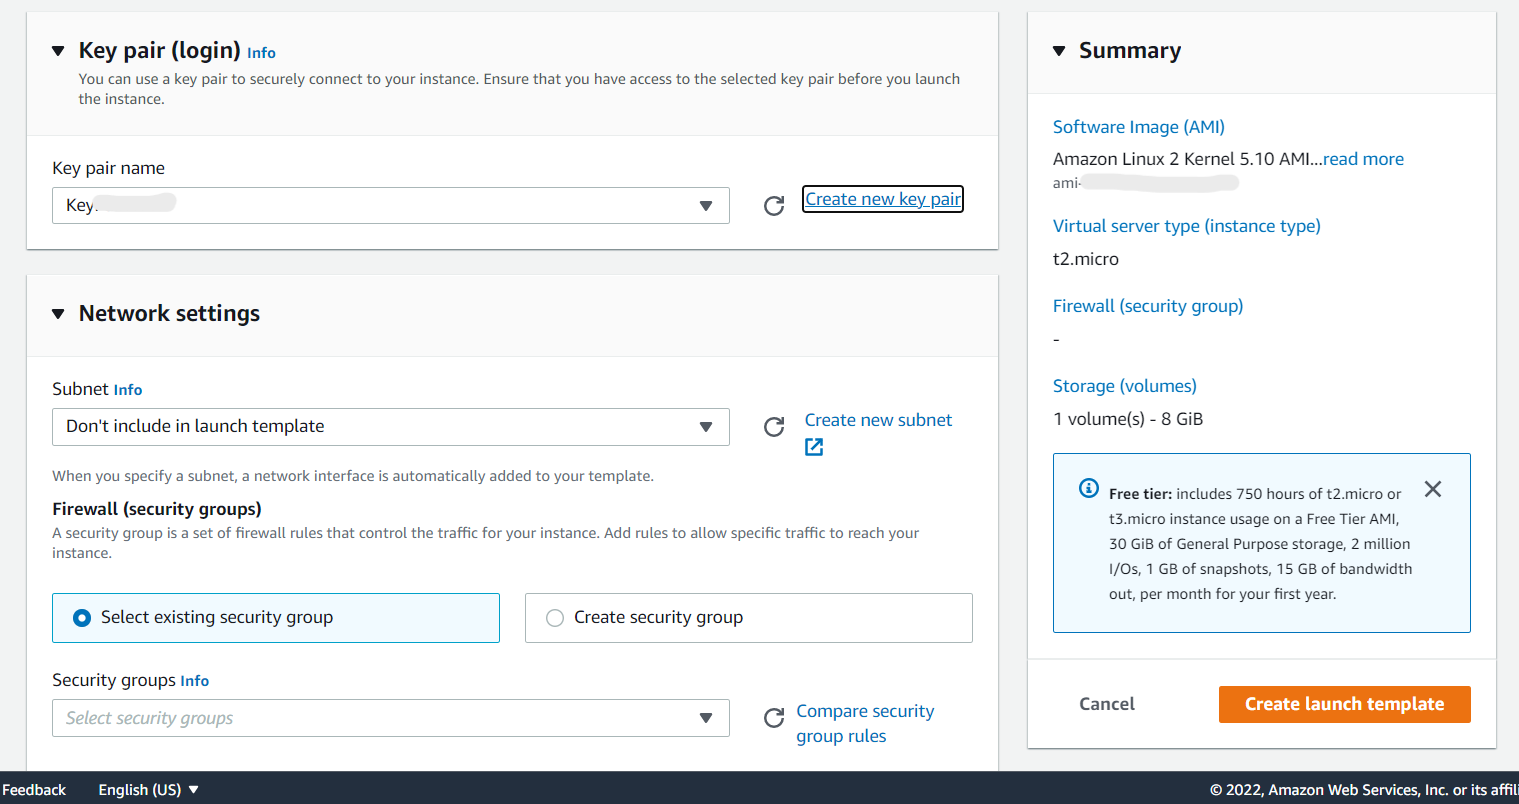 Key pair (login) Info
You can use a key pair to securely connect to your instance. Ensure that you have access to the selected key pair before you launch
the instance.
Key pair name
Key
Create new key pair
Network settings
Subnet Info
Don't include in launch template
Create new subnet
When you specify a subnet, a network interface is automatically added to your template.
Firewall (security groups)
A security group is a set of firewall rules that control the traffic for your instance. Add rules to allow specific traffic to reach your
instance.
Select existing security group
Create security group
Security groups Info
Select security groups
Compare security
group rules
Summary
Software Image (AMI)
Amazon Linux 2 Kernel 5.10 AMI...read more
ami-
Virtual server type (instance type)
t2.micro
Firewall (security group)
-
Storage (volumes)
1 volume(s) - 8 GiB
Free tier: includes 750 hours of t2.micro or
t3.micro instance usage on a Free Tier AMI,
30 GiB of General Purpose storage, 2 million
I/Os, 1 GB of snapshots, 15 GB of bandwidth
out, per month for your first year.
Cancel
Create launch template
Feedback
English (US)
© 2022, Amazon Web Services, Inc. or its affili